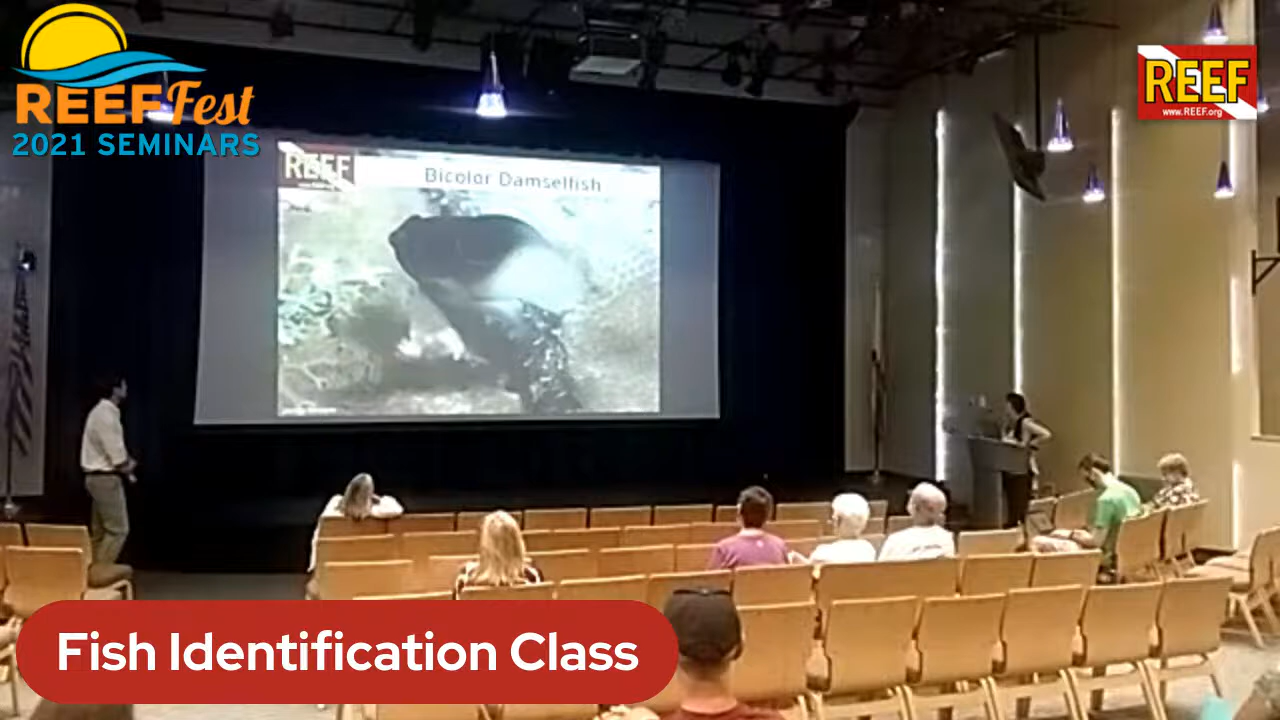 REEF Fest
2021 SEMINARS
REEF
www.REEF.org
REEF
Bicolor Damselfish
Fish Identification Class